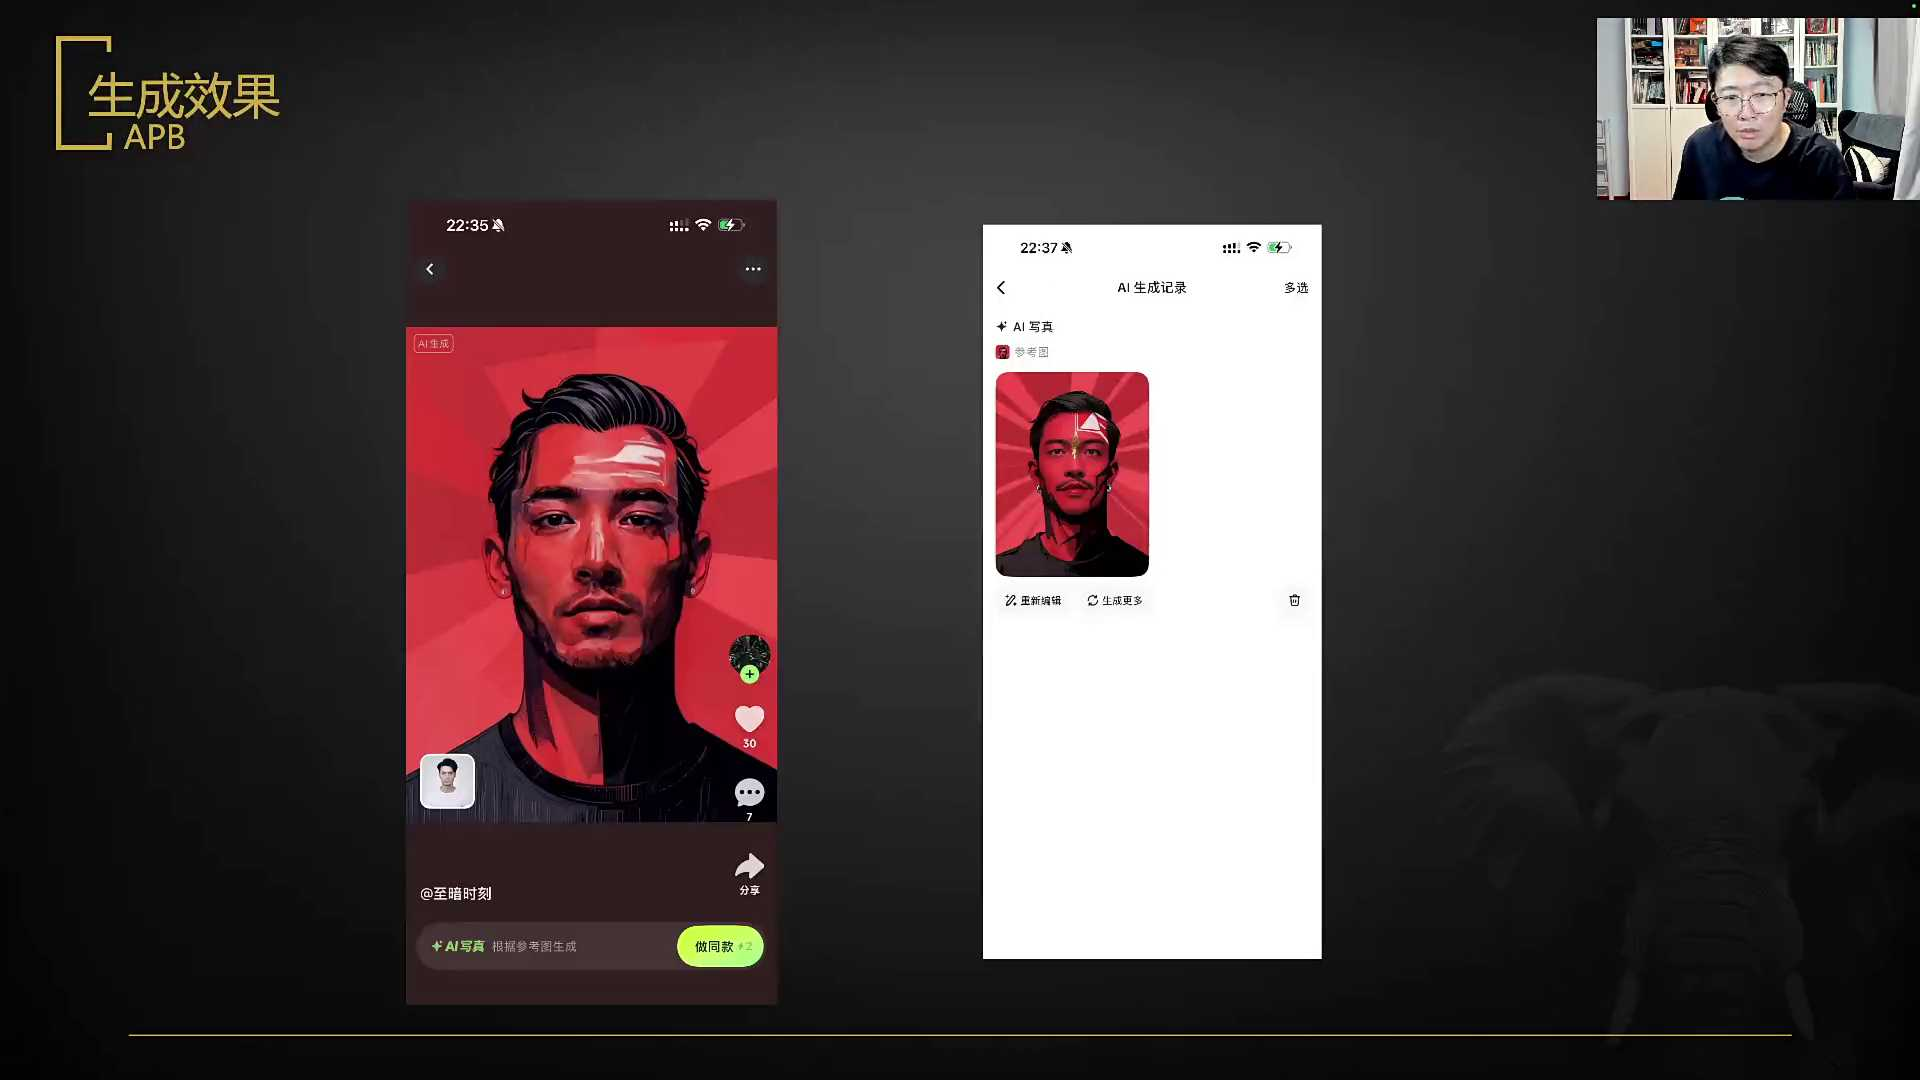 生成效果
APB
22:35
AI生成
30
7
分享
@至暗时刻
AI写真 根据参考图生成
做同款 2
22:37
AI 生成记录
多选
AI 写真
参考图
重新编辑
生成更多